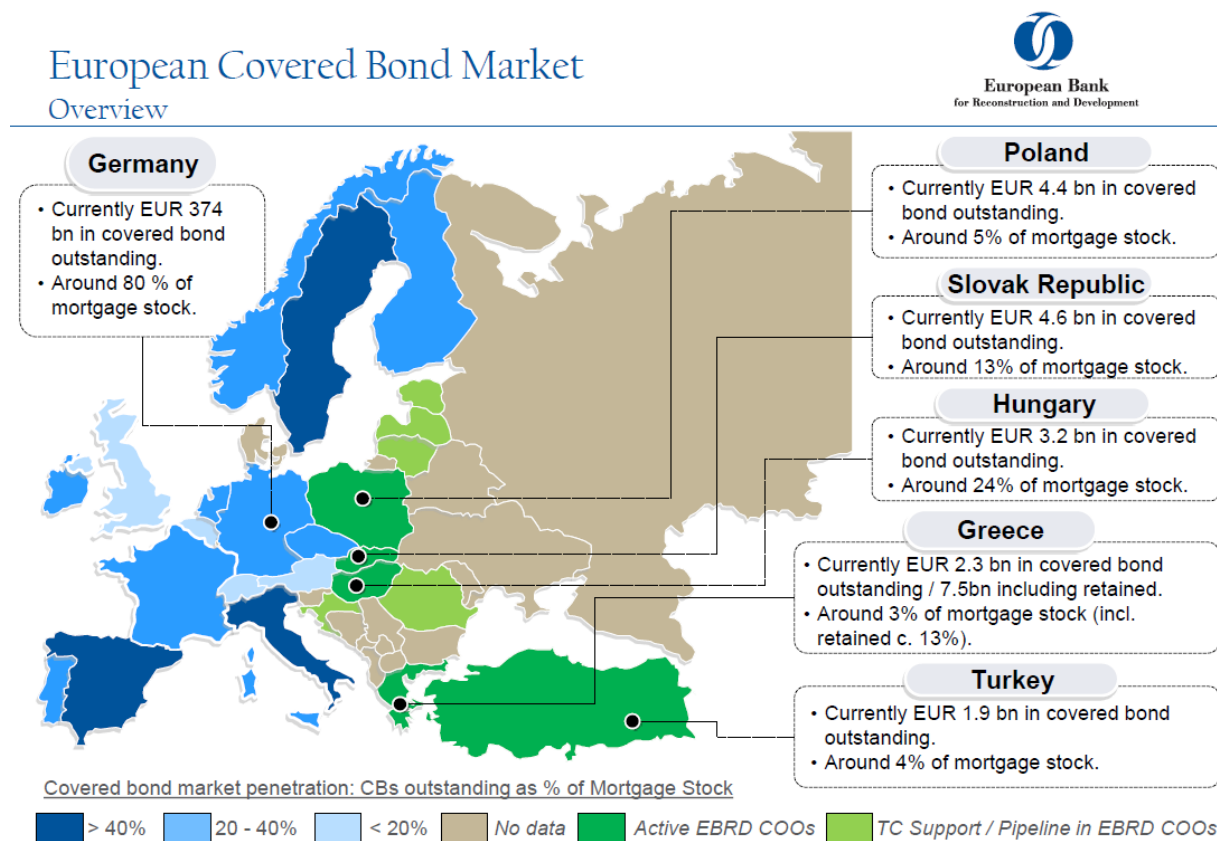 European Covered Bond Market
Overview
European Bank
for Reconstruction and Development
Germany
• Currently EUR 374
bn in covered bond
outstanding.
• Around 80 % of
mortgage stock.
Poland
• Currently EUR 4.4 bn in covered
bond outstanding.
• Around 5% of mortgage stock.
Slovak Republic
• Currently EUR 4.6 bn in covered
bond outstanding.
• Around 13% of mortgage stock.
Hungary
• Currently EUR 3.2 bn in covered
bond outstanding.
• Around 24% of mortgage stock.
Greece
• Currently EUR 2.3 bn in covered bond
outstanding / 7.5bn including retained.
• Around 3% of mortgage stock (incl.
retained c. 13%).
Turkey
• Currently EUR 1.9 bn in covered bond
outstanding.
• Around 4% of mortgage stock.
Covered bond market penetration: CBs outstanding as % of Mortgage Stock
> 40%
20 - 40%
< 20%
No data
Active EBRD COOs
TC Support / Pipeline in EBRD COOs